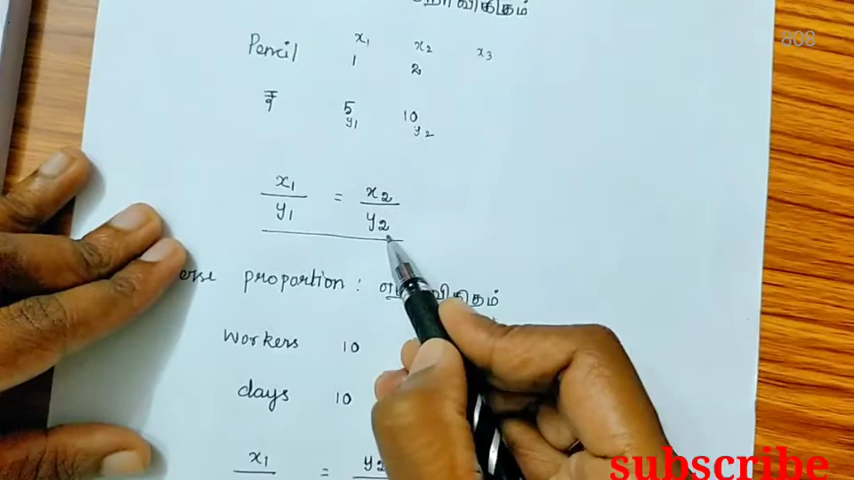 808
Pencil x₁ x₂ x₃
1 2
₹ 5 10
y₁ y₂
x₁ = x₂
y₁ y₂
proportion :
Workers 10
days 10
x₁ = y₂
subscribe